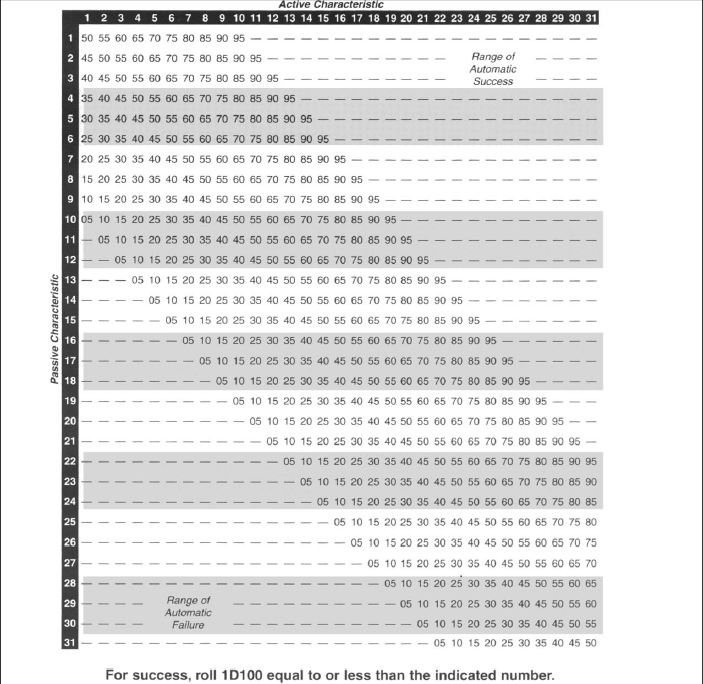 Active Characteristic
1 2 3 4 5 6 7 8 9 10 11 12 13 14 15 16 17 18 19 20 21 22 23 24 25 26 27 28 29 30 31
1 50 55 60 65 70 75 80 85 90 95 — — — — — — — — — — — — — — — — — — — — —
2 45 50 55 60 65 70 75 80 85 90 95 — — — — — — — — — — — Range of — — — —
Automatic
3 40 45 50 55 60 65 70 75 80 85 90 95 — — — — — — — — — — Success — — — —
4 35 40 45 50 55 60 65 70 75 80 85 90 95 — — — — — — — — — — — — — — — — — —
5 30 35 40 45 50 55 60 65 70 75 80 85 90 95 — — — — — — — — — — — — — — — — —
6 25 30 35 40 45 50 55 60 65 70 75 80 85 90 95 — — — — — — — — — — — — — — — —
7 20 25 30 35 40 45 50 55 60 65 70 75 80 85 90 95 — — — — — — — — — — — — — — —
8 15 20 25 30 35 40 45 50 55 60 65 70 75 80 85 90 95 — — — — — — — — — — — — — —
9 10 15 20 25 30 35 40 45 50 55 60 65 70 75 80 85 90 95 — — — — — — — — — — — — —
10 05 10 15 20 25 30 35 40 45 50 55 60 65 70 75 80 85 90 95 — — — — — — — — — — — —
11 — 05 10 15 20 25 30 35 40 45 50 55 60 65 70 75 80 85 90 95 — — — — — — — — — — —
12 — — 05 10 15 20 25 30 35 40 45 50 55 60 65 70 75 80 85 90 95 — — — — — — — — — —
13 — — — 05 10 15 20 25 30 35 40 45 50 55 60 65 70 75 80 85 90 95 — — — — — — — — —
14 — — — — 05 10 15 20 25 30 35 40 45 50 55 60 65 70 75 80 85 90 95 — — — — — — — —
15 — — — — — 05 10 15 20 25 30 35 40 45 50 55 60 65 70 75 80 85 90 95 — — — — — — —
Passive Characteristic
16 — — — — — — 05 10 15 20 25 30 35 40 45 50 55 60 65 70 75 80 85 90 95 — — — — — —
17 — — — — — — — 05 10 15 20 25 30 35 40 45 50 55 60 65 70 75 80 85 90 95 — — — — —
18 — — — — — — — — 05 10 15 20 25 30 35 40 45 50 55 60 65 70 75 80 85 90 95 — — — —
19 — — — — — — — — — 05 10 15 20 25 30 35 40 45 50 55 60 65 70 75 80 85 90 95 — — —
20 — — — — — — — — — — 05 10 15 20 25 30 35 40 45 50 55 60 65 70 75 80 85 90 95 — —
21 — — — — — — — — — — — 05 10 15 20 25 30 35 40 45 50 55 60 65 70 75 80 85 90 95 —
22 — — — — — — — — — — — — 05 10 15 20 25 30 35 40 45 50 55 60 65 70 75 80 85 90 95
23 — — — — — — — — — — — — — 05 10 15 20 25 30 35 40 45 50 55 60 65 70 75 80 85 90
24 — — — — — — — — — — — — — — 05 10 15 20 25 30 35 40 45 50 55 60 65 70 75 80 85
25 — — — — — — — — — — — — — — — 05 10 15 20 25 30 35 40 45 50 55 60 65 70 75 80
26 — — — — — — — — — — — — — — — — 05 10 15 20 25 30 35 40 45 50 55 60 65 70 75
27 — — — — — — — — — — — — — — — — — 05 10 15 20 25 30 35 40 45 50 55 60 65 70
28 — — — — — — — — — — — — — — — — — — 05 10 15 20 25 30 35 40 45 50 55 60 65
29 — — — — Range of — — — — — — — — — — 05 10 15 20 25 30 35 40 45 50 55 60
Automatic
30 — — — — Failure — — — — — — — — — — — 05 10 15 20 25 30 35 40 45 50 55
31 — — — — — — — — — — — — — — — — — — — — — 05 10 15 20 25 30 35 40 45 50
For success, roll 1D100 equal to or less than the indicated number.